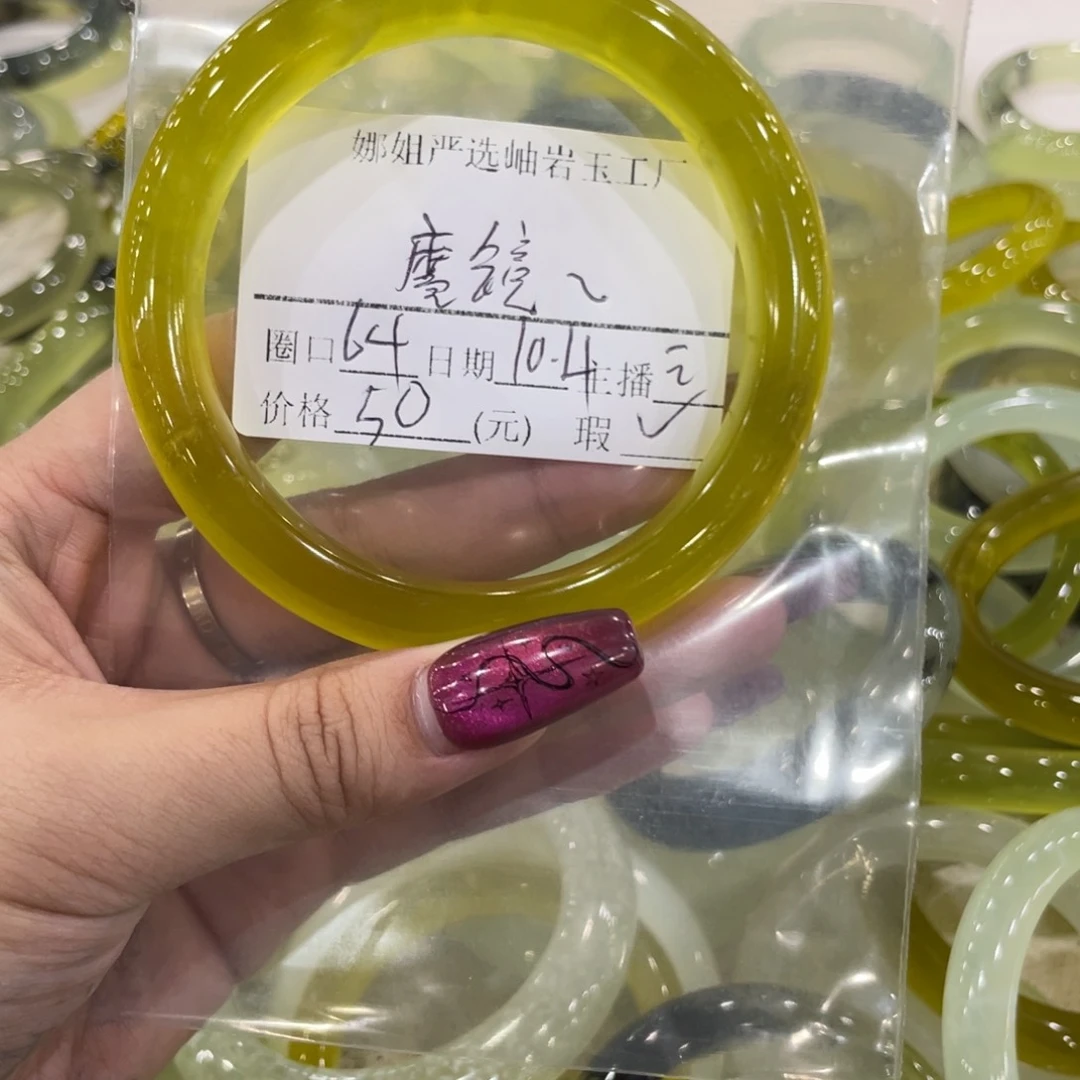 娜姐严选岫岩玉工厂
魔镜~
圈口64 日期10.4主播
价格50(元) 瑕✓